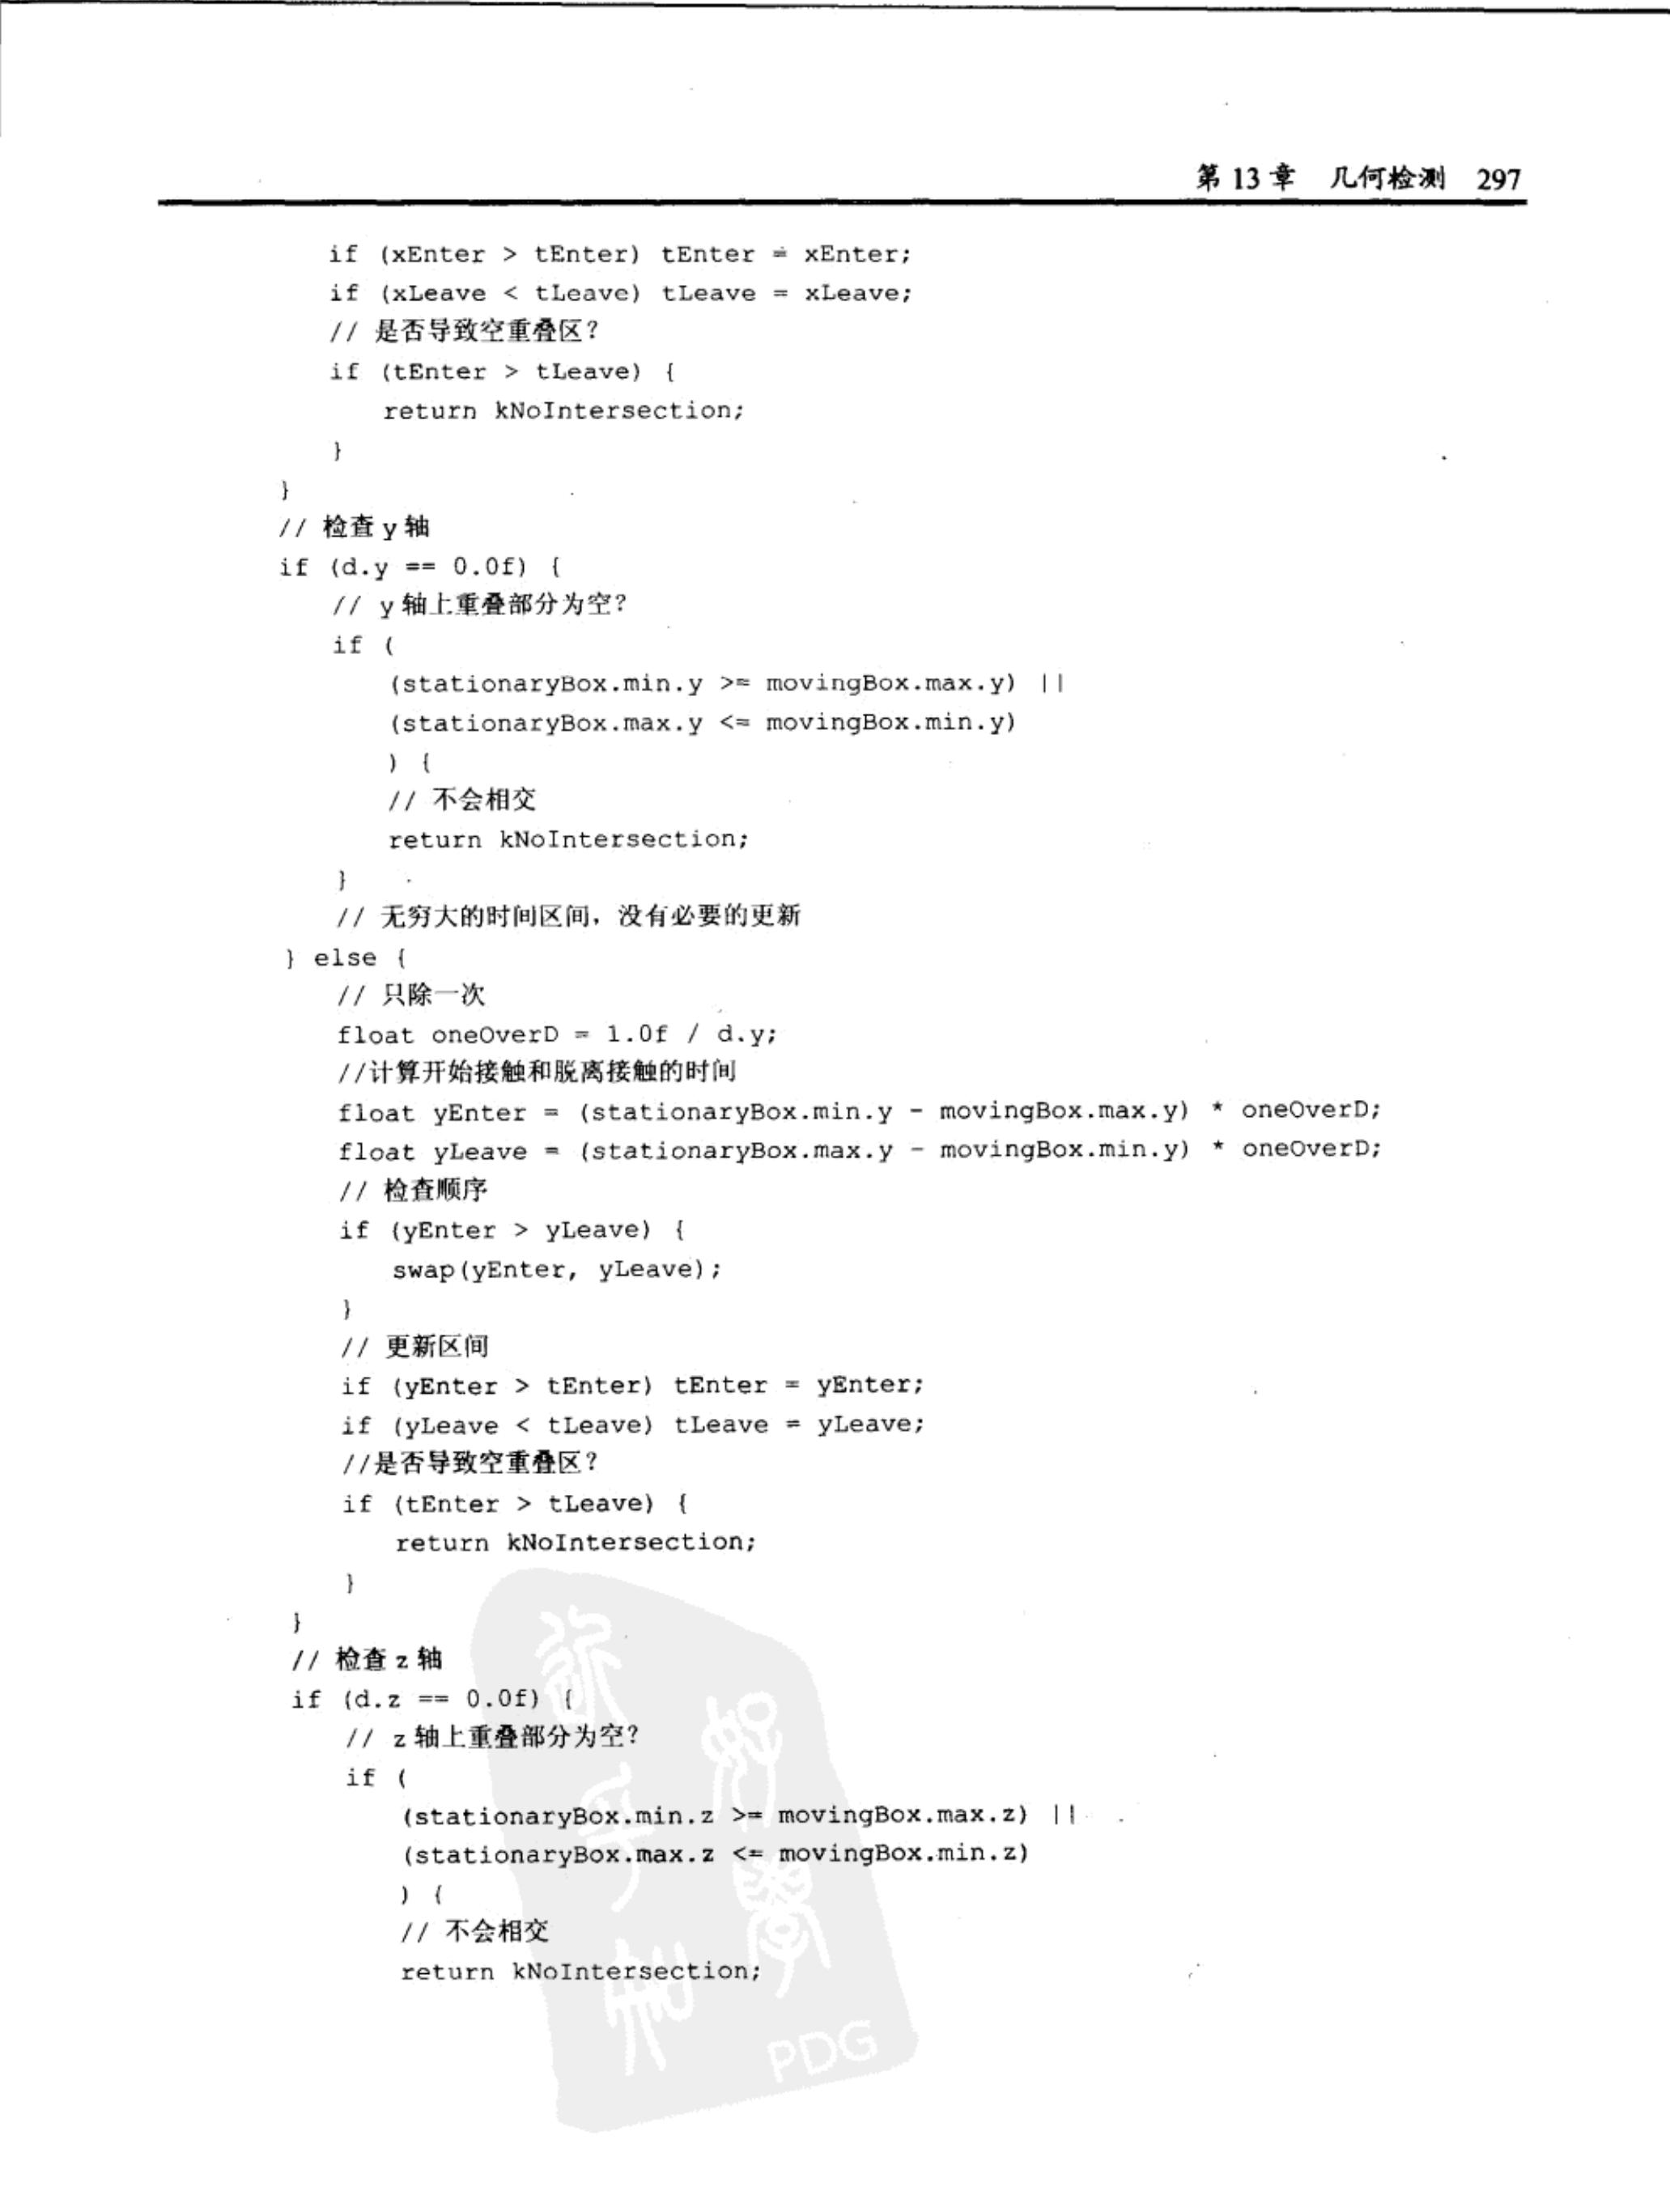 第 13 章 几何检测 297
if (xEnter > tEnter) tEnter = xEnter;
if (xLeave < tLeave) tLeave = xLeave;
// 是否导致空重叠区?
if (tEnter > tLeave) {
return kNoIntersection;
}
}
// 检查 y 轴
if (d.y == 0.0f) {
// y 轴上重叠部分为空?
if (
(stationaryBox.min.y >= movingBox.max.y) ||
(stationaryBox.max.y <= movingBox.min.y)
) {
// 不会相交
return kNoIntersection;
}
// 无穷大的时间区间，没有必要的更新
} else {
// 只除一次
float oneOverD = 1.0f / d.y;
//计算开始接触和脱离接触的时间
float yEnter = (stationaryBox.min.y - movingBox.max.y) * oneOverD;
float yLeave = (stationaryBox.max.y - movingBox.min.y) * oneOverD;
// 检查顺序
if (yEnter > yLeave) {
swap(yEnter, yLeave);
}
// 更新区间
if (yEnter > tEnter) tEnter = yEnter;
if (yLeave < tLeave) tLeave = yLeave;
//是否导致空重叠区?
if (tEnter > tLeave) {
return kNoIntersection;
}
}
// 检查 z 轴
if (d.z == 0.0f) {
// z 轴上重叠部分为空?
if (
(stationaryBox.min.z >= movingBox.max.z) ||
(stationaryBox.max.z <= movingBox.min.z)
) {
// 不会相交
return kNoIntersection;
PDG